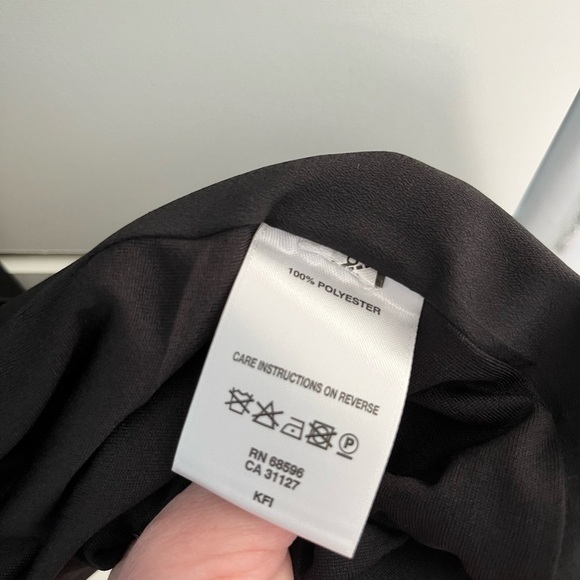 100% POLYESTER
CARE INSTRUCTIONS ON REVERSE
P
RN 68596
CA 31127
KFI